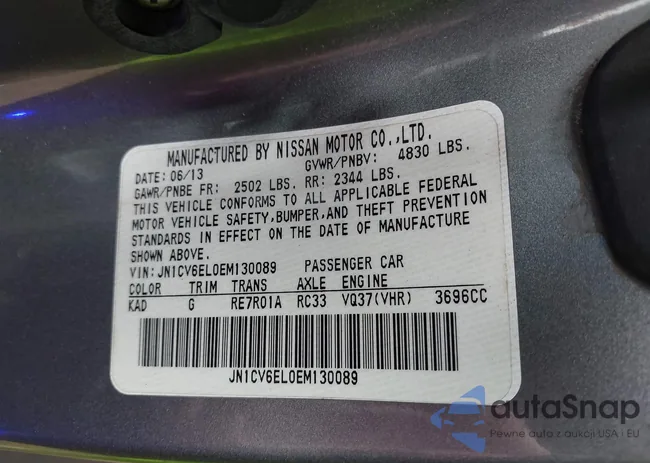 MANUFACTURED BY NISSAN MOTOR CO.,LTD.
DATE: 06/13 GVWR/PNBV: 4830 LBS.
GAWR/PNBE FR: 2502 LBS. RR: 2344 LBS.
THIS VEHICLE CONFORMS TO ALL APPLICABLE FEDERAL
MOTOR VEHICLE SAFETY,BUMPER,AND THEFT PREVENTION
STANDARDS IN EFFECT ON THE DATE OF MANUFACTURE
SHOWN ABOVE.
VIN:JN1CV6EL0EM130089 PASSENGER CAR
COLOR TRIM TRANS AXLE ENGINE
KAD G RE7R01A RC33 VQ37(VHR) 3696CC
JN1CV6EL0EM130089
autoSnap
Pewne auta z aukcji USA i EU